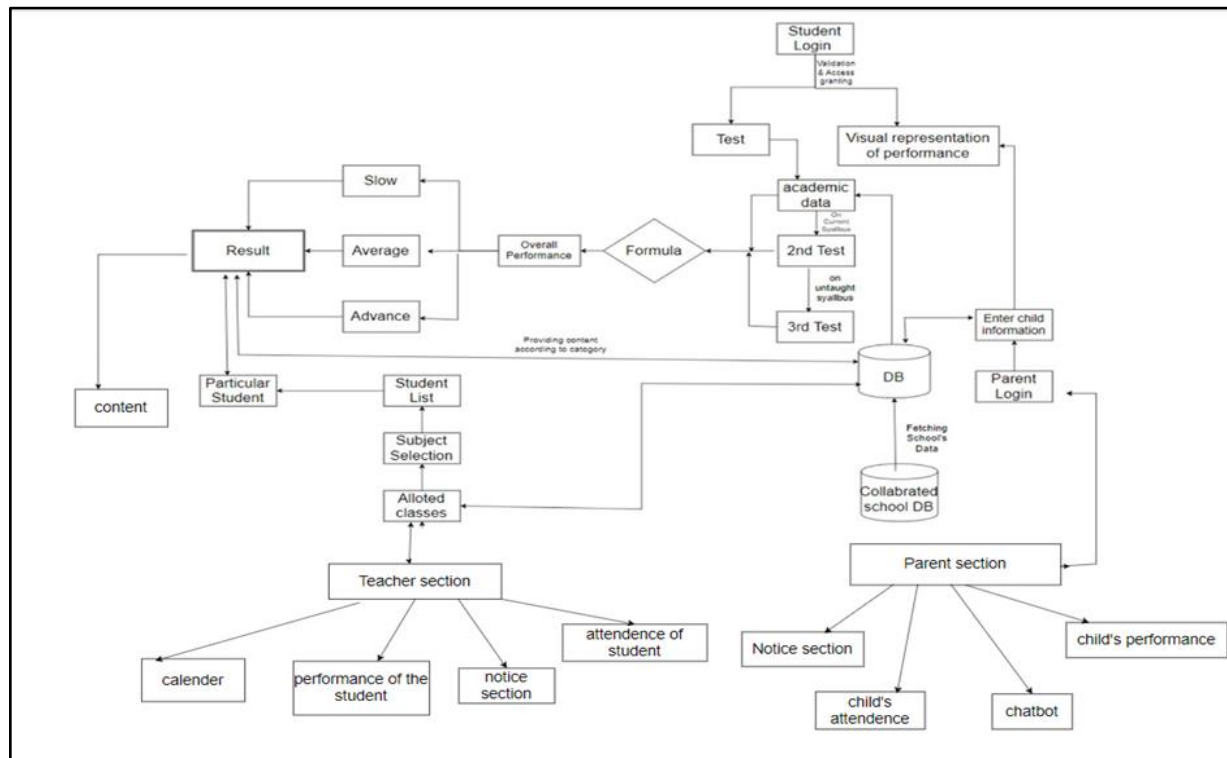 Student
Login
Validation
& Access
granting
Test
Visual representation
of performance
Slow
academic
data
On
Current
Syallbus
Result
Average
Overall
Performance
Formula
2nd Test
on
untaught
syallbus
Advance
3rd Test
Enter child
information
Providing content
according to category
DB
Particular
Student
Student
List
Parent
Login
content
Subject
Selection
Fetching
School's
Data
Alloted
classes
Collabrated
school DB
Teacher section
Parent section
attendence of
student
Notice section
child's performance
calender
performance of the
student
notice
section
child's
attendence
chatbot